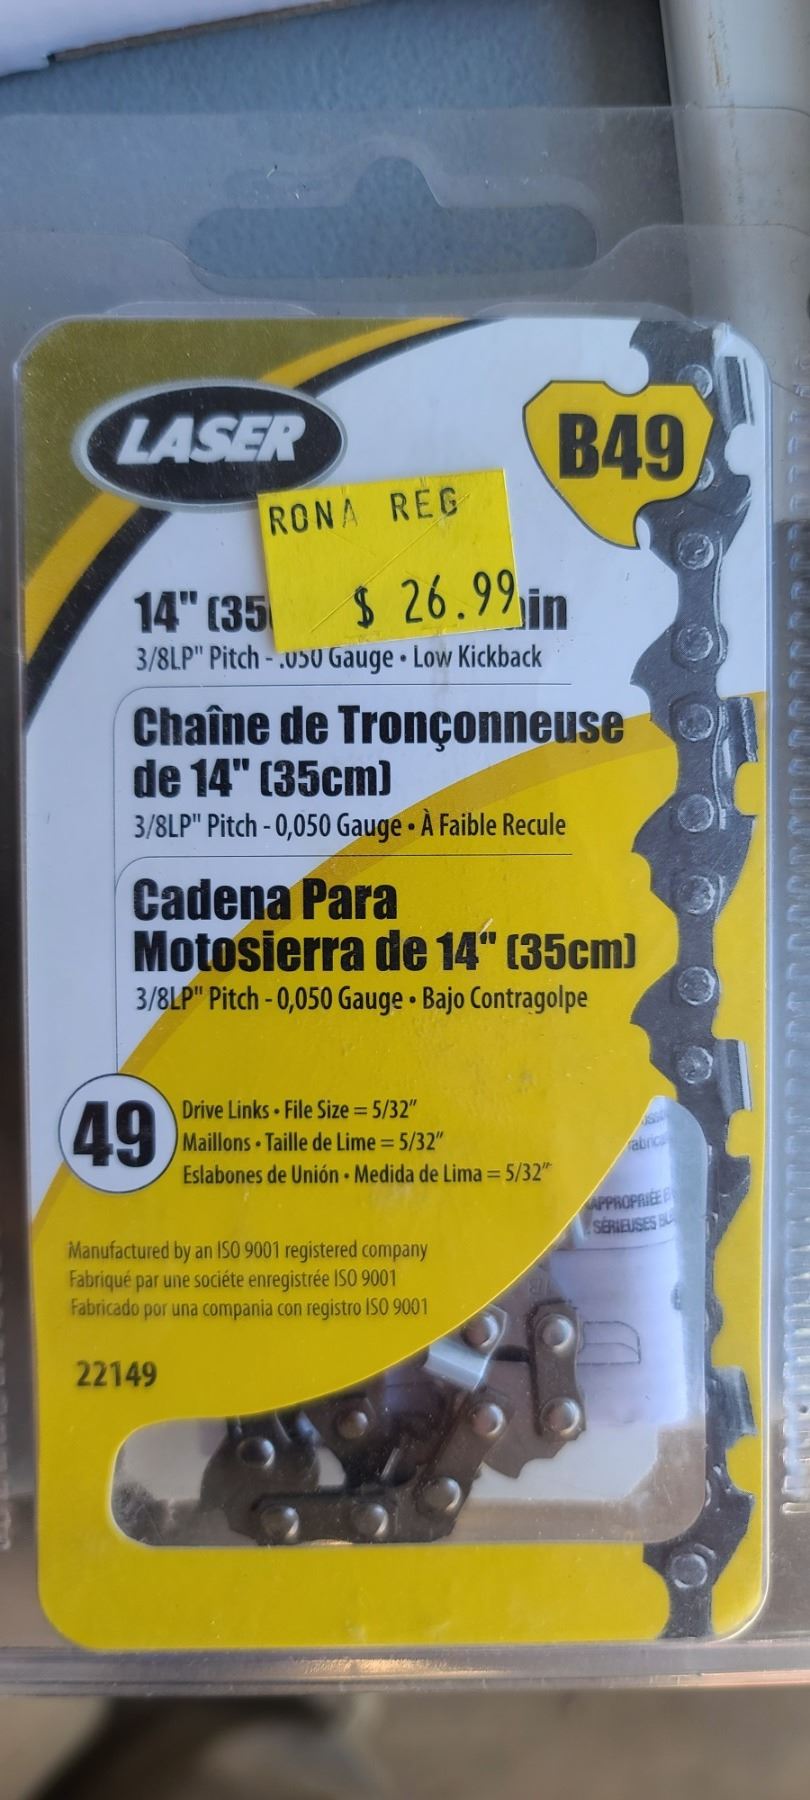 LASER
B49
RONA REG
$ 26.99
14" (35 in
3/8LP" Pitch - .050 Gauge • Low Kickback
Chaîne de Tronçonneuse
de 14" (35cm)
3/8LP" Pitch - 0,050 Gauge • À Faible Recule
Cadena Para
Motosierra de 14" (35cm)
3/8LP" Pitch - 0,050 Gauge • Bajo Contragolpe
49
Drive Links • File Size = 5/32"
Maillons • Taille de Lime = 5/32"
Eslabones de Unión • Medida de Lima = 5/32"
APPROPRIÉE
SÉRIEUSES
Manufactured by an ISO 9001 registered company
Fabriqué par une sociéte enregistrée ISO 9001
Fabricado por una compania con registro ISO 9001
22149